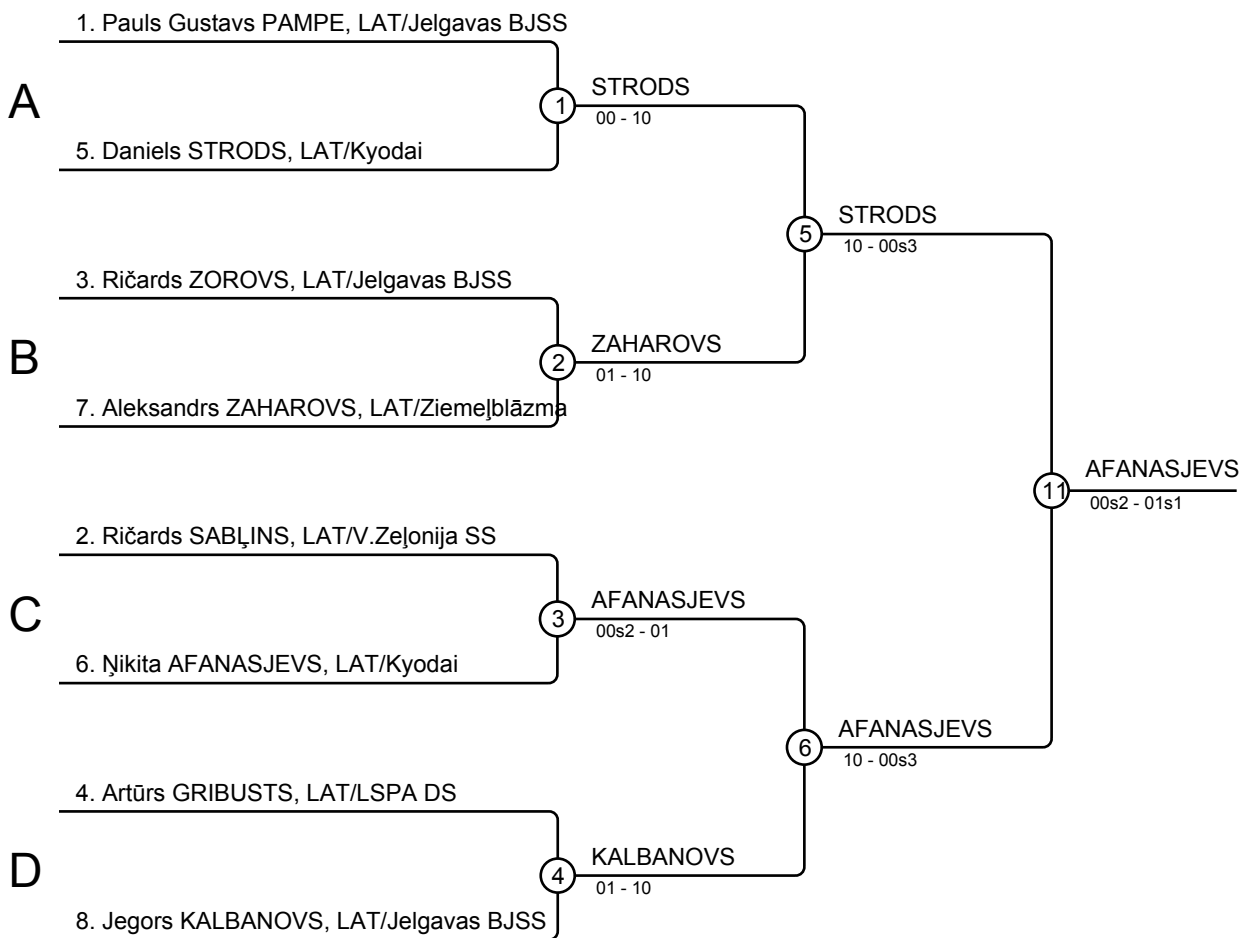 1. Pauls Gustavs PAMPE, LAT/Jelgavas BJSS
A
1
STRODS
00 - 10
5. Daniels STRODS, LAT/Kyodai
5
STRODS
10 - 00s3
3. Ričards ZOROVS, LAT/Jelgavas BJSS
B
2
ZAHAROVS
01 - 10
7. Aleksandrs ZAHAROVS, LAT/Ziemeļblāzma
11
AFANASJEVS
00s2 - 01s1
2. Ričards SABĻINS, LAT/V.Zeļonija SS
C
3
AFANASJEVS
00s2 - 01
6. Ņikita AFANASJEVS, LAT/Kyodai
6
AFANASJEVS
10 - 00s3
4. Artūrs GRIBUSTS, LAT/LSPA DS
D
4
KALBANOVS
01 - 10
8. Jegors KALBANOVS, LAT/Jelgavas BJSS